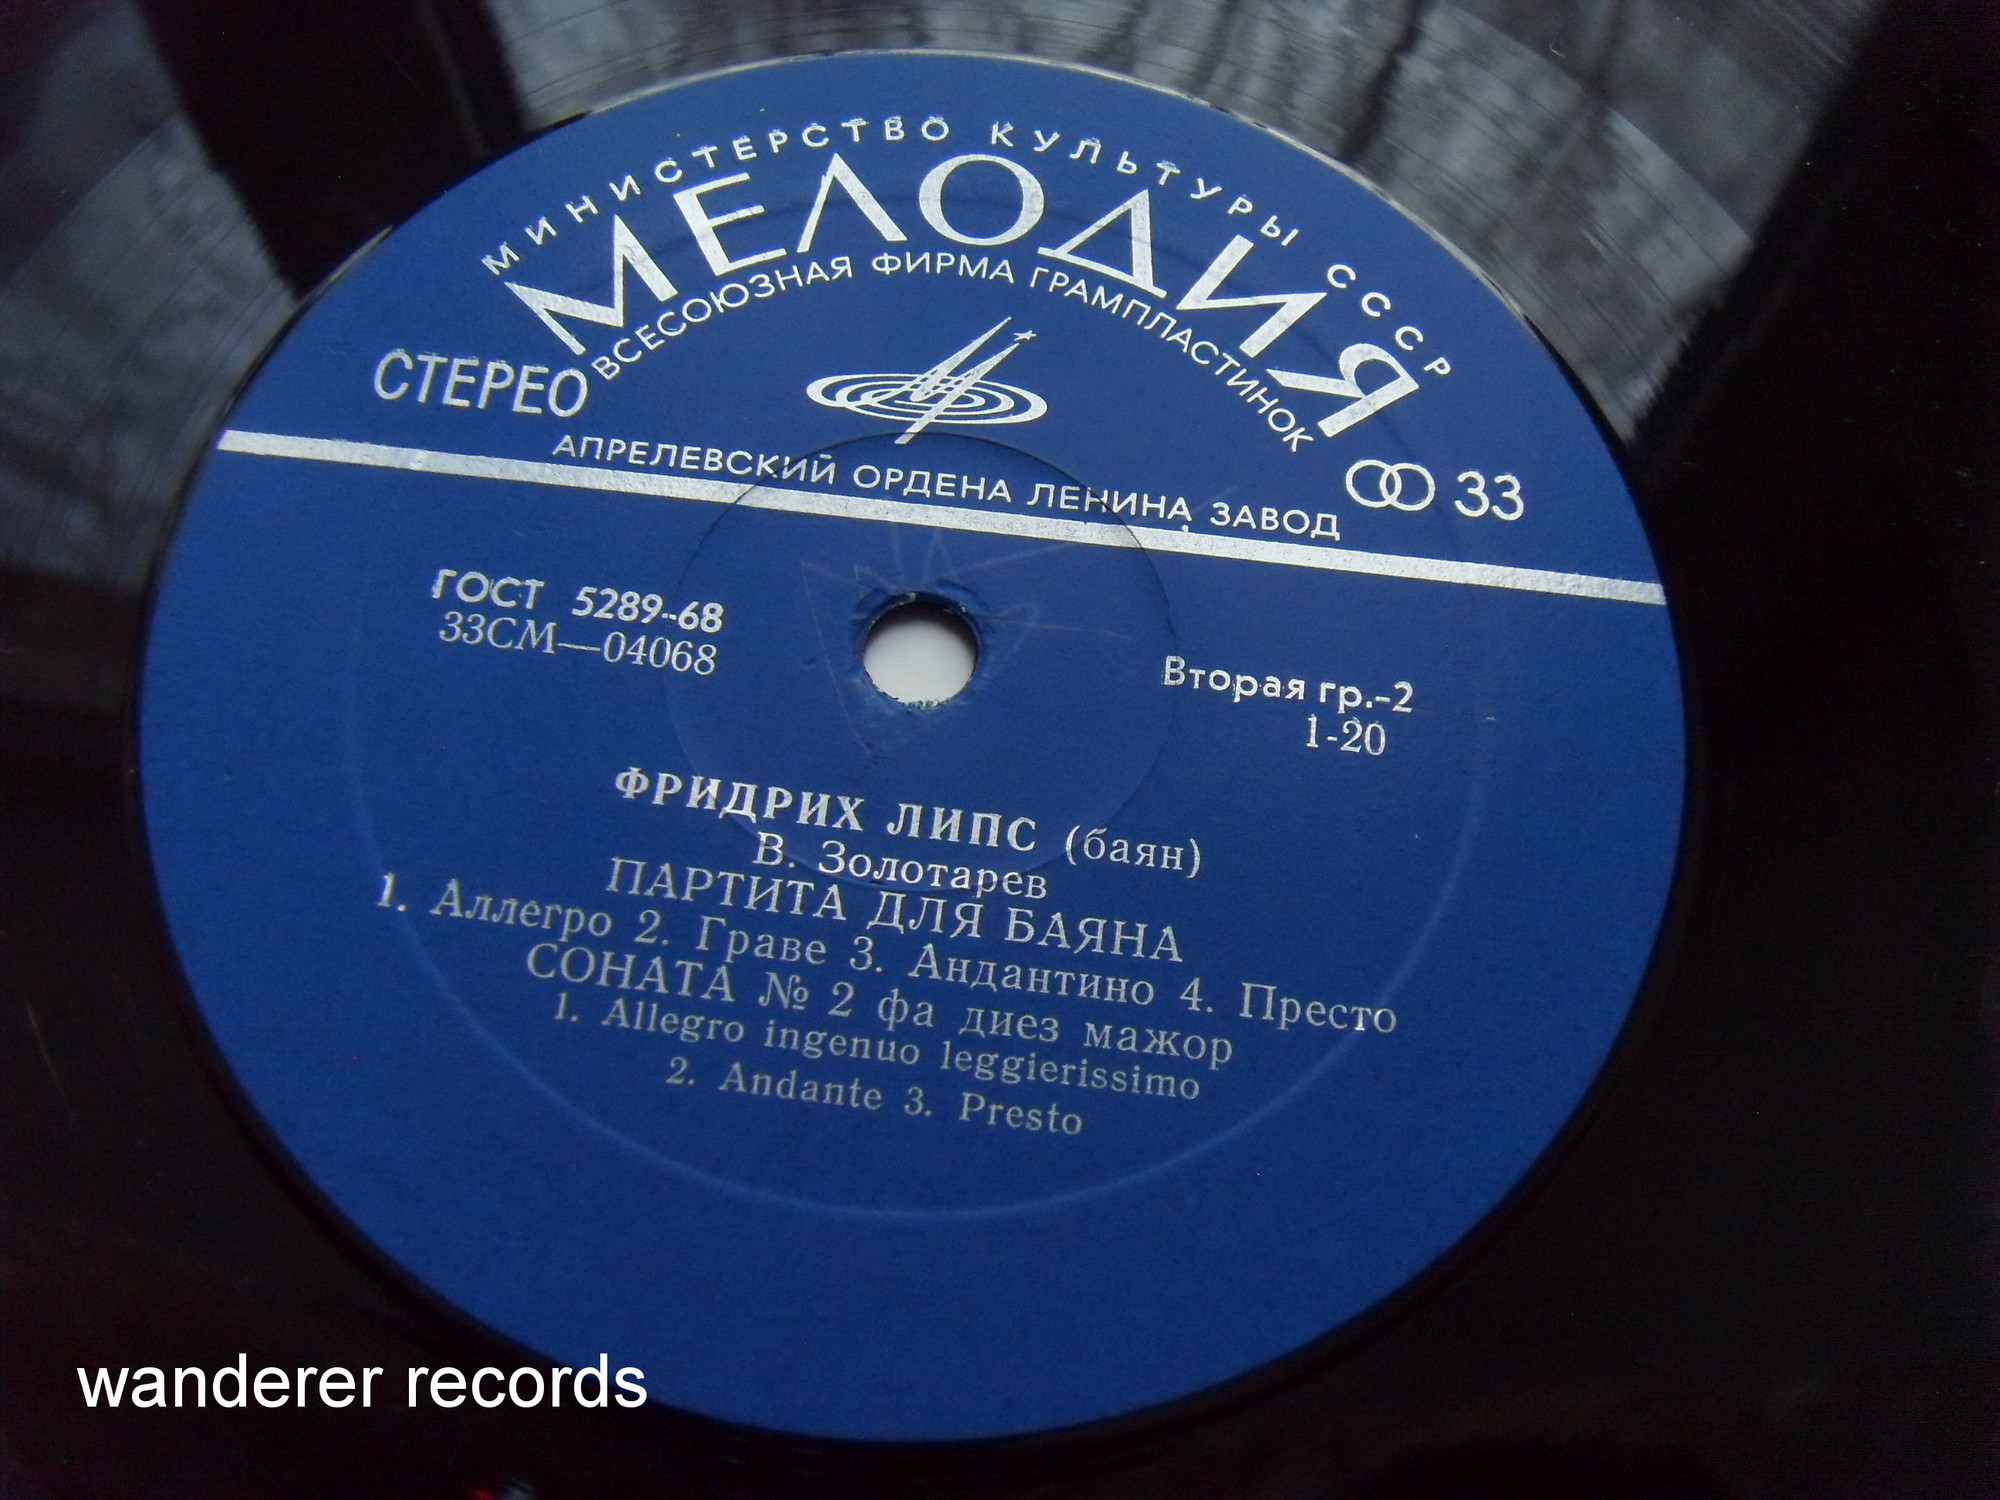 МИНИСТЕРСТВО КУЛЬТУРЫ СССР
МЕЛОДИЯ
ВСЕСОЮЗНАЯ ФИРМА ГРАМПЛАСТИНОК
СТЕРЕО
33
АПРЕЛЕВСКИЙ ОРДЕНА ЛЕНИНА ЗАВОД
ГОСТ 5289-68
33СМ—04068
Вторая гр.-2
1-20
ФРИДРИХ ЛИПС (баян)
В. Золотарев
ПАРТИТА ДЛЯ БАЯНА
1. Аллегро 2. Граве 3. Андантино 4. Престо
СОНАТА № 2 фа диез мажор
1. Allegro ingenuo leggierissimo
2. Andante 3. Presto
wanderer records